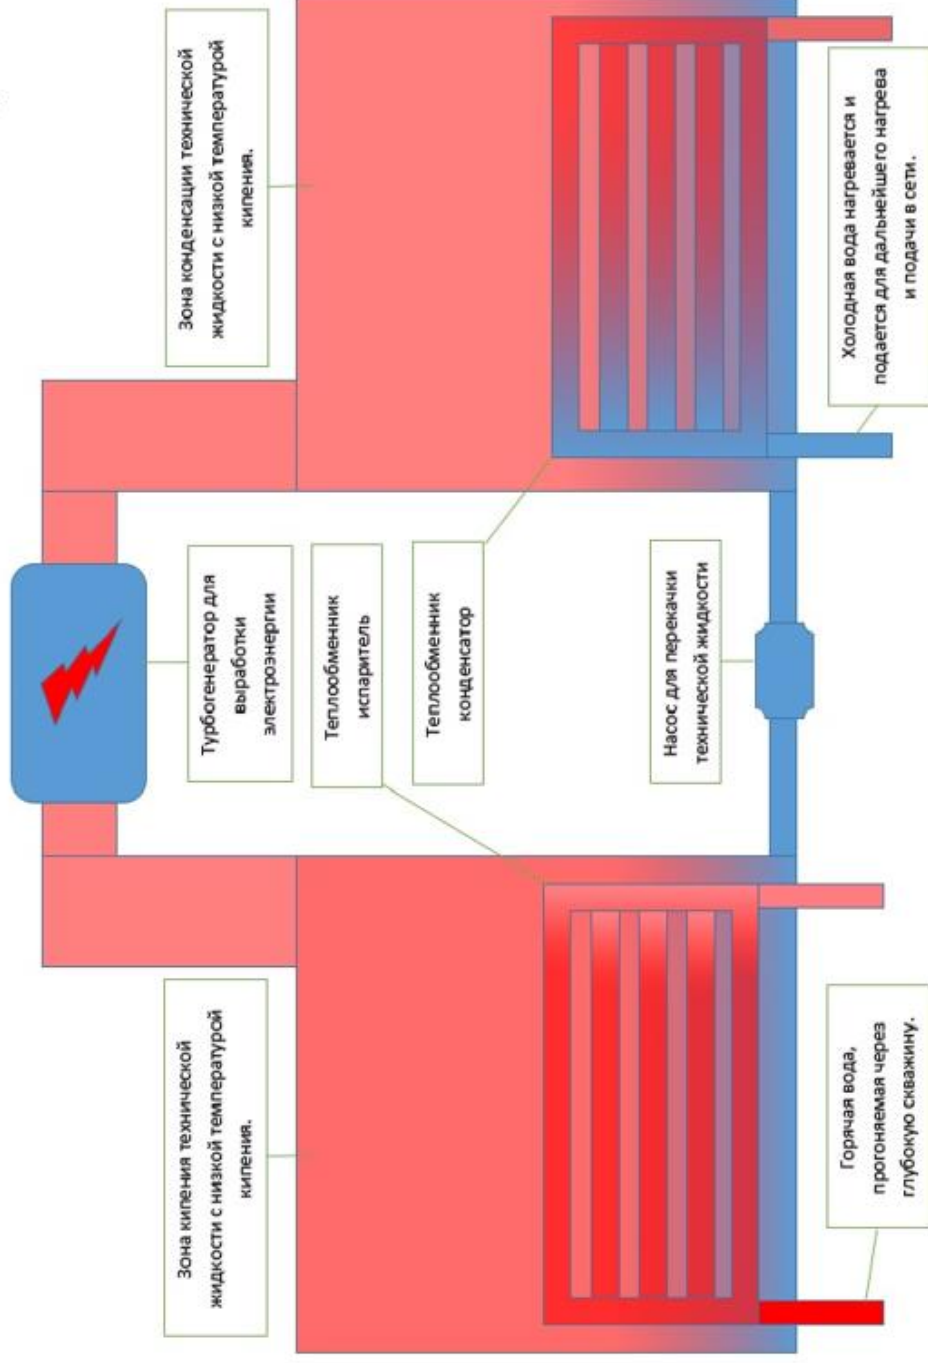 Зона кипения технической
жидкости с низкой температурой
кипения.
Турбогенератор для
выработки
электроэнергии
Зона конденсации технической
жидкости с низкой температурой
кипения.
Теплообменник
испаритель
Теплообменник
конденсатор
Насос для перекачки
технической жидкости
Горячая вода,
прогоняемая через
глубокую скважину.
Холодная вода нагревается и
подается для дальнейшего нагрева
и подачи в сети.